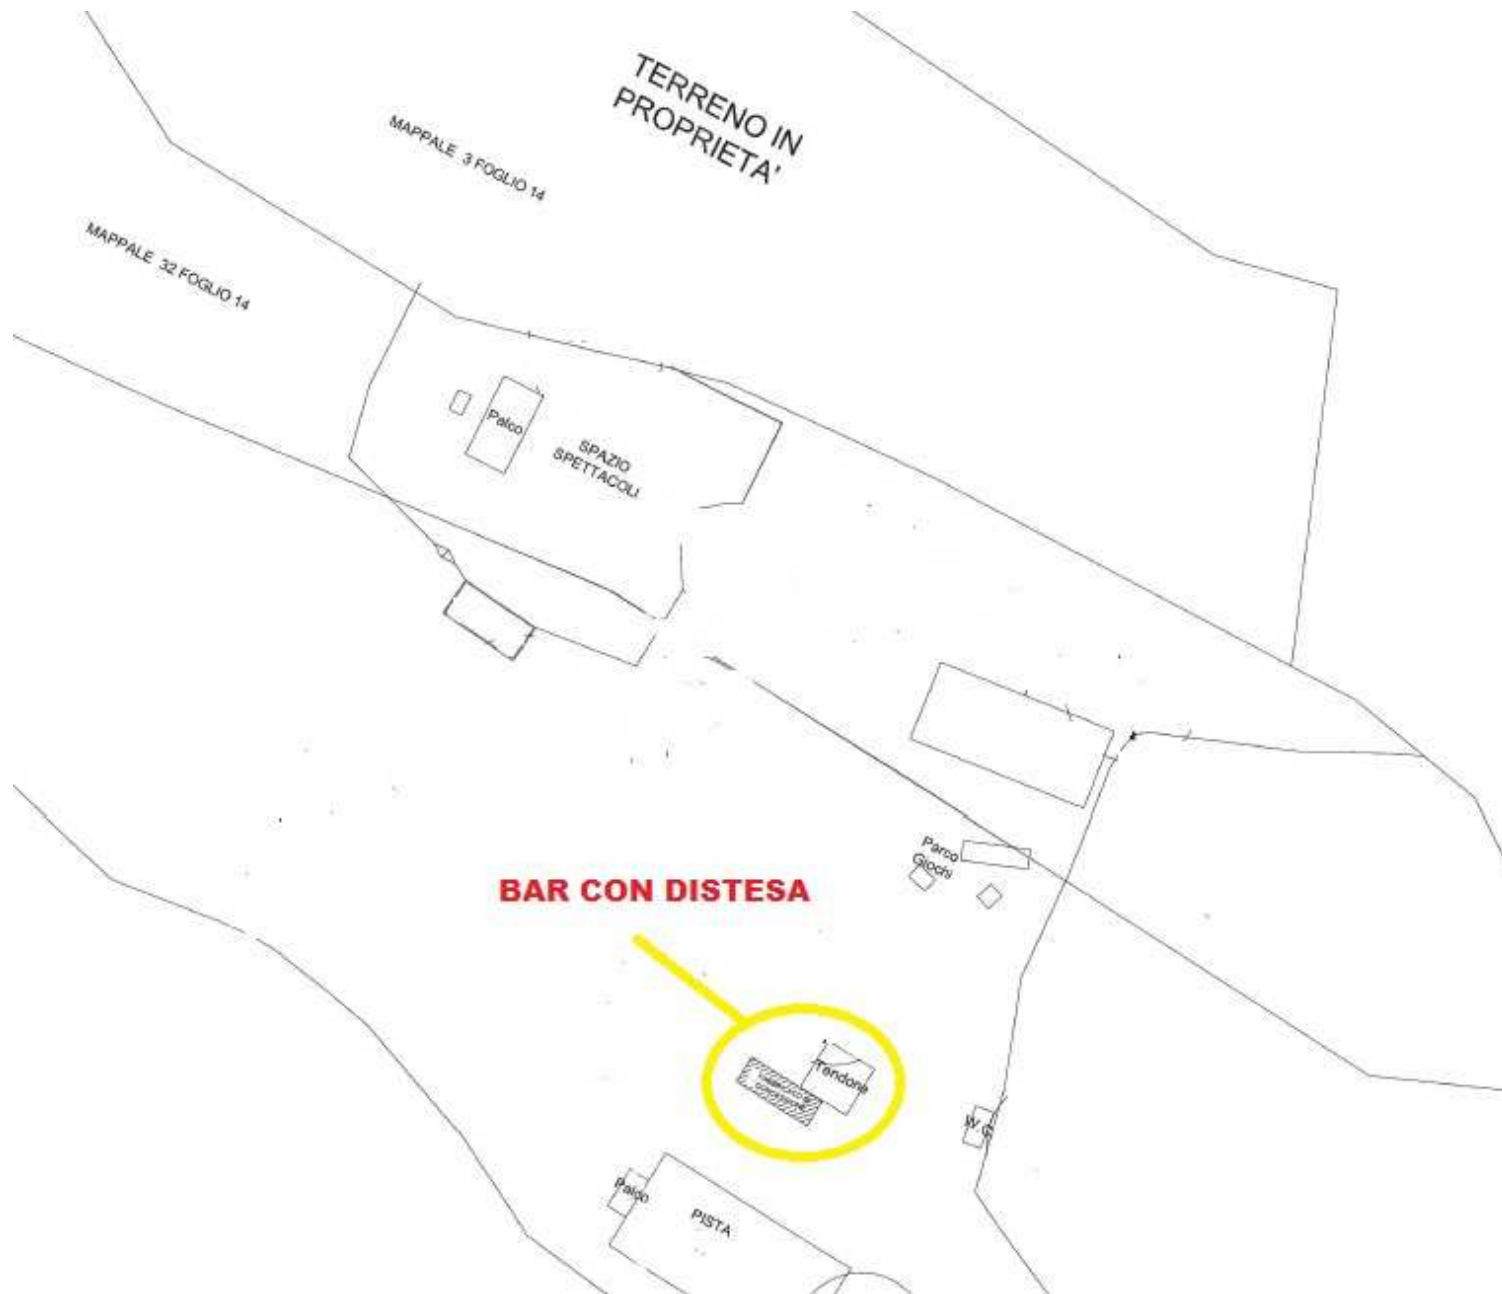 TERRENO IN
PROPRIETA'
MAPPALE 3 FOGLIO 14
MAPPALE 32 FOGLIO 14
Palco
SPAZIO
SPETTACOLI
Parco
Giochi
BAR CON DISTESA
Tendone
W.C.
Palco
PISTA